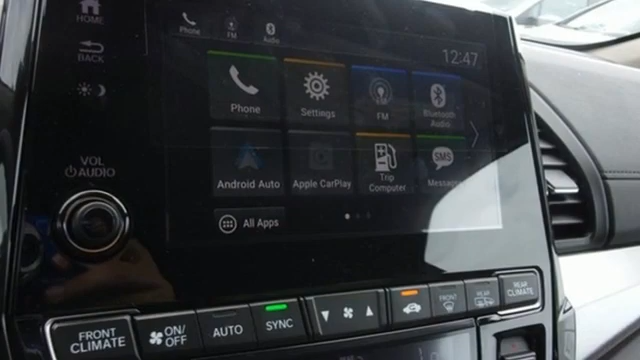 HOME
Phone
FM
Audio
BACK
12:47
Phone
Settings
FM
Bluetooth
Audio
VOL
AUDIO
Android Auto
Apple CarPlay
Trip
Computer
SMS
Messages
All Apps
FRONT
CLIMATE
ON/
OFF
AUTO
SYNC
FRONT
REAR
REAR
CLIMATE